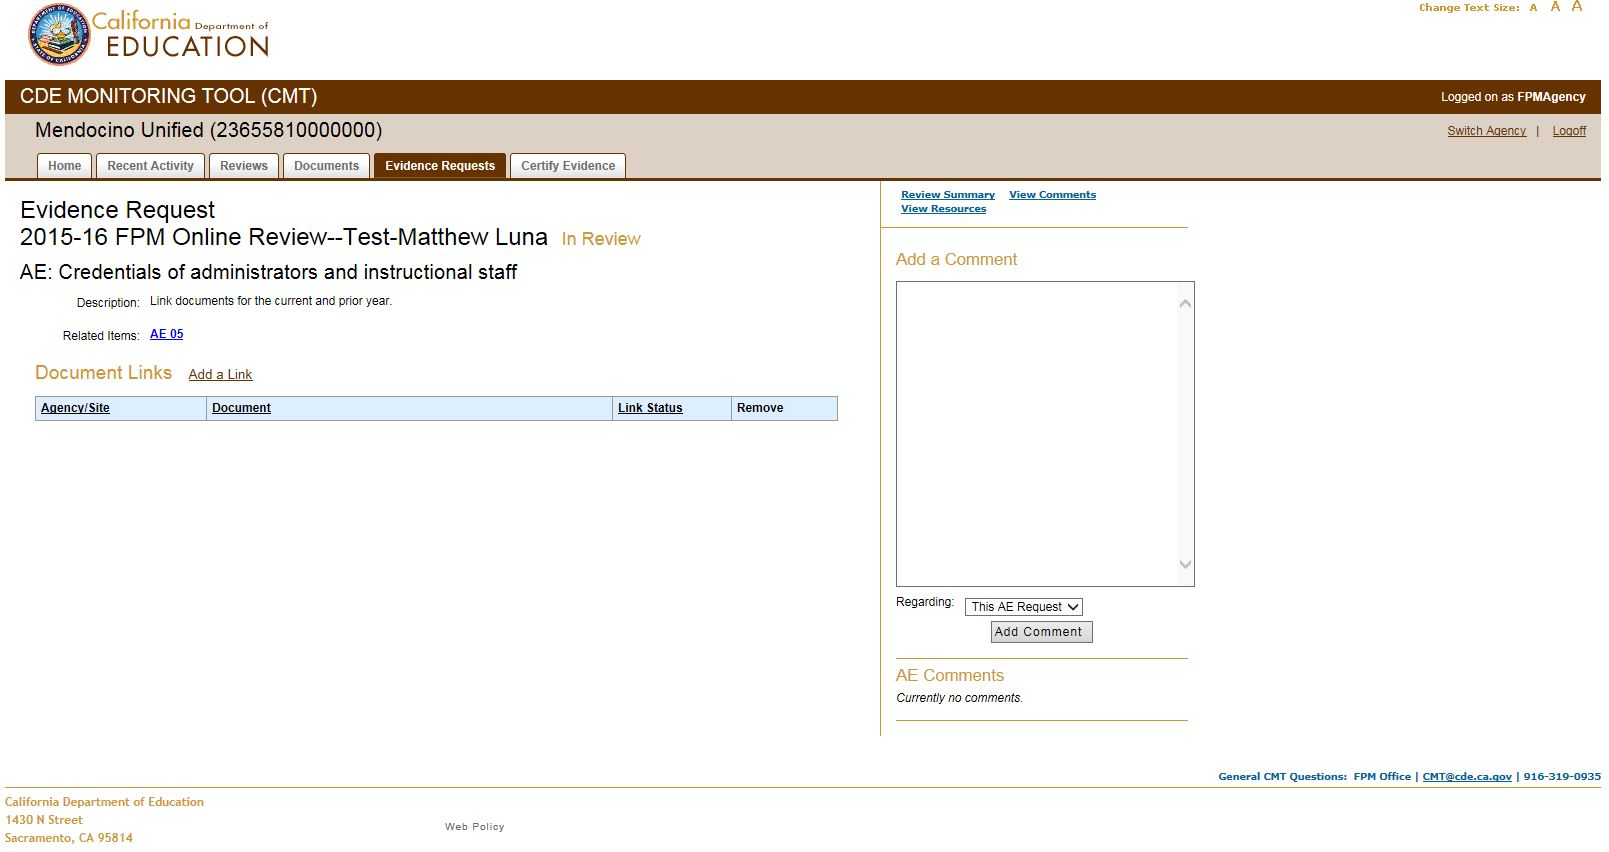 Change Text Size: A A A
California Department of
EDUCATION
CDE MONITORING TOOL (CMT)
Logged on as FPMAgency
Mendocino Unified (23655810000000)
Switch Agency | Logoff
Home Recent Activity Reviews Documents Evidence Requests Certify Evidence
Evidence Request
2015-16 FPM Online Review--Test-Matthew Luna In Review
AE: Credentials of administrators and instructional staff
Description: Link documents for the current and prior year.
Related Items: AE 05
Document Links Add a Link
Agency/Site Document Link Status Remove
Review Summary View Comments
View Resources
Add a Comment
Regarding: This AE Request
Add Comment
AE Comments
Currently no comments.
General CMT Questions: FPM Office | CMT@cde.ca.gov | 916-319-0935
California Department of Education
1430 N Street
Sacramento, CA 95814
Web Policy